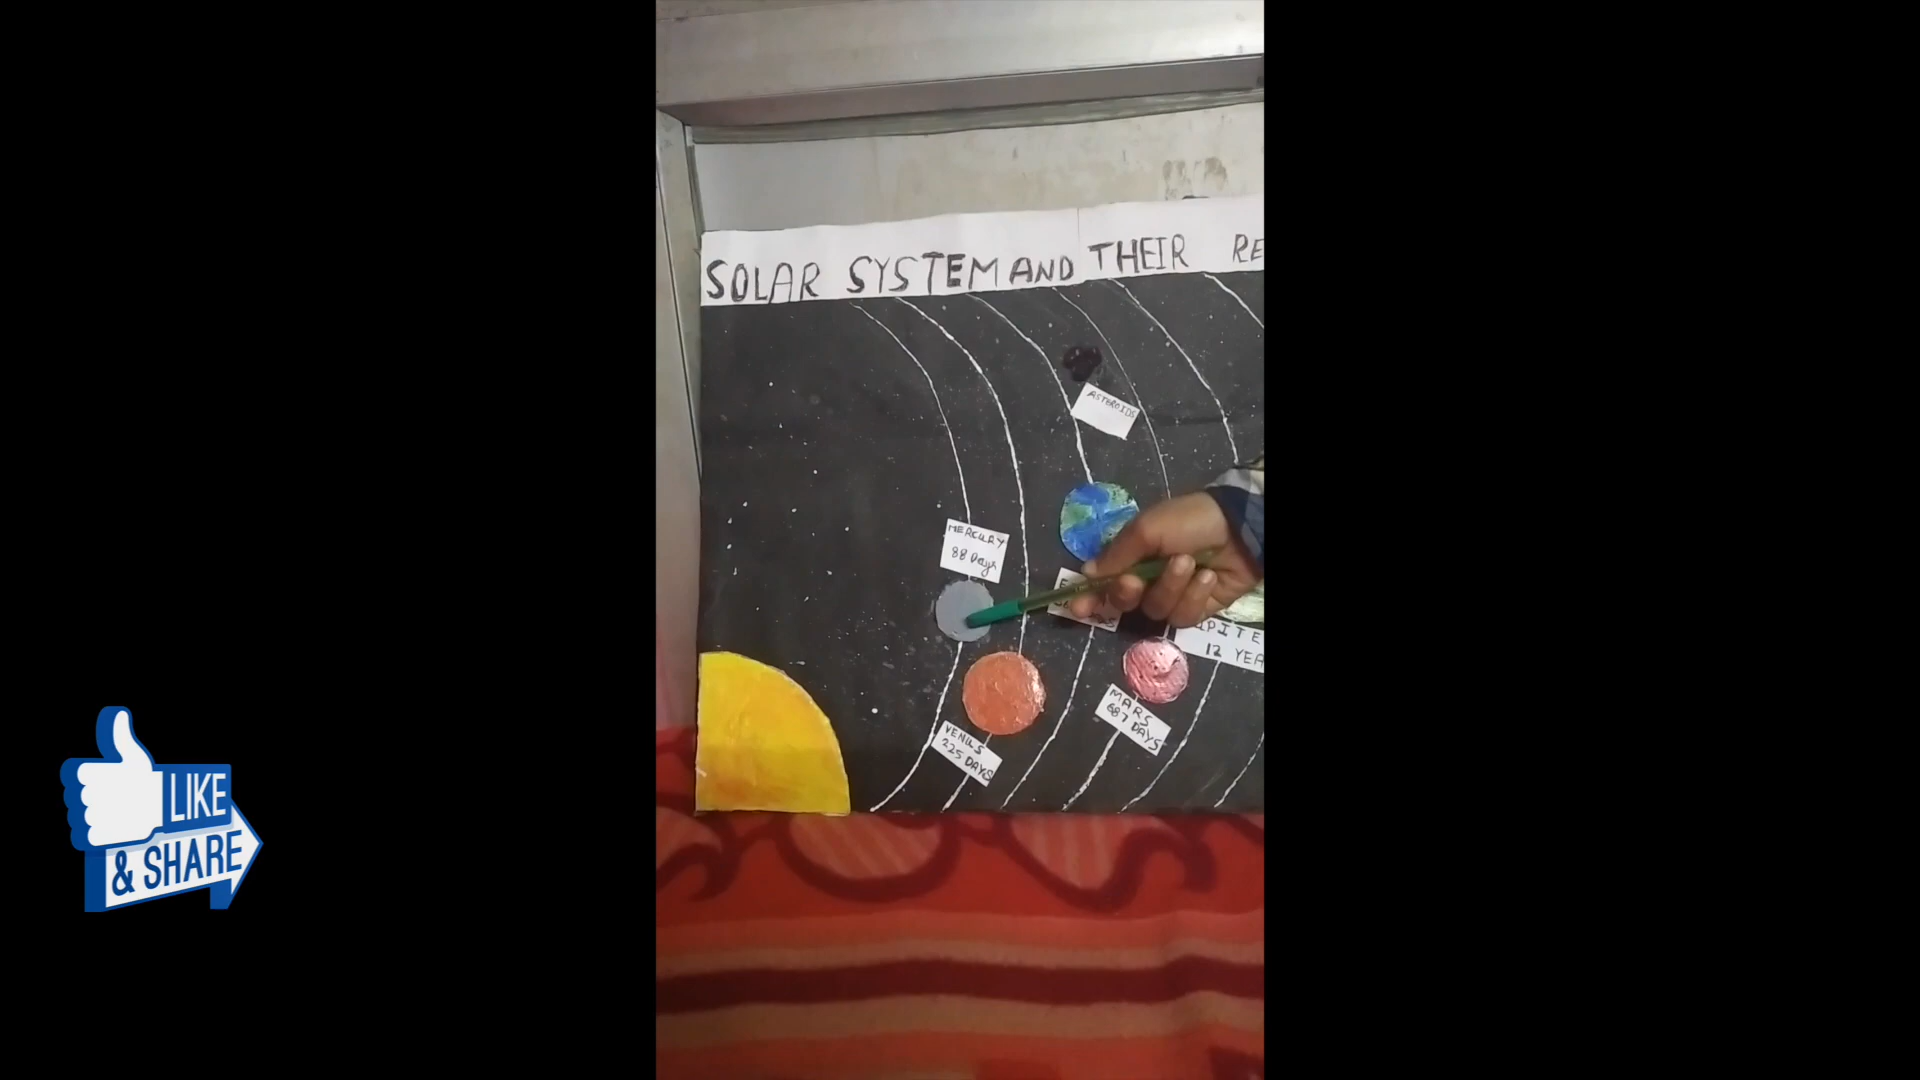 SOLAR SYSTEM AND THEIR RE
ASTEROIDS
MERCURY
88 Days
VENUS
225 DAYS
MARS
687 DAYS
UPITE
12 YEA
LIKE
& SHARE